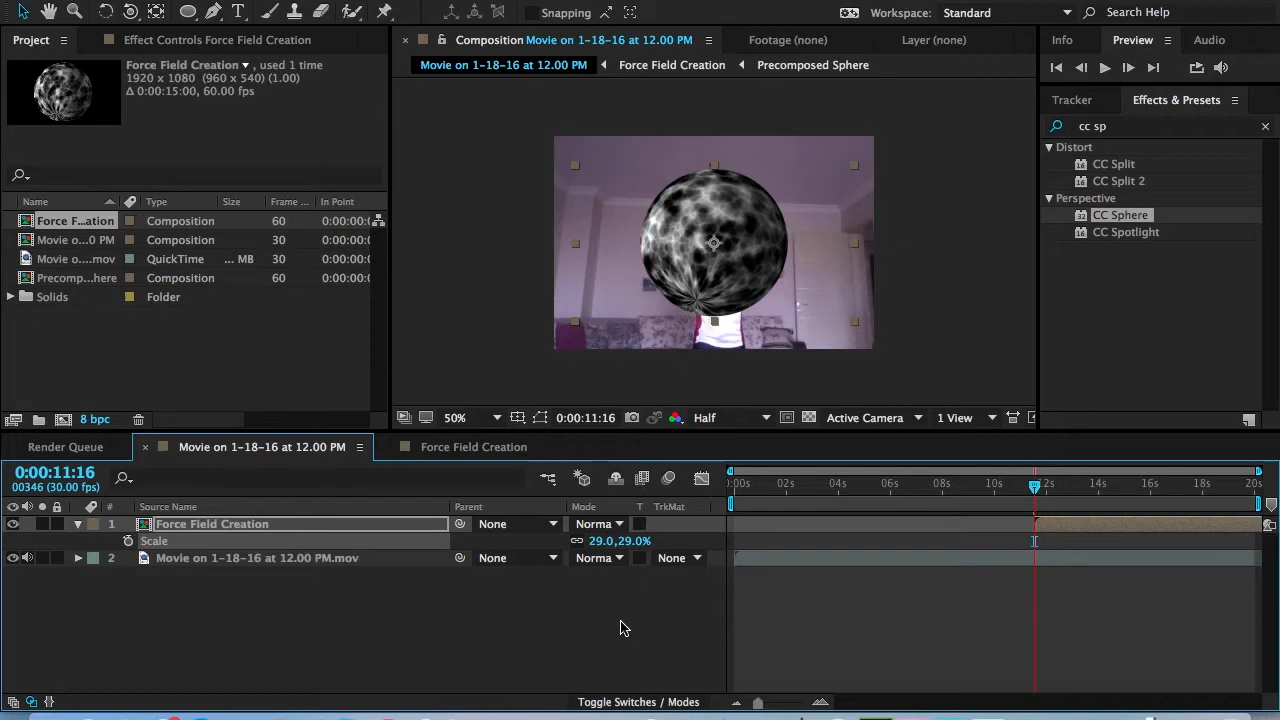 T
Snapping
Workspace:
Standard
Search Help
Project
Effect Controls Force Field Creation
Composition Movie on 1-18-16 at 12.00 PM
Footage (none)
Layer (none)
Info
Preview
Audio
Movie on 1-18-16 at 12.00 PM
Force Field Creation
Precomposed Sphere
Force Field Creation , used 1 time
1920 x 1080 (960 x 540) (1.00)
Δ 0:00:15:00, 60.00 fps
Tracker
Effects & Presets
cc sp
Distort
CC Split
CC Split 2
Perspective
CC Sphere
CC Spotlight
Name
Type
Size
Frame ...
In Point
Force F...ation
Composition
60
0:00:00:0
Movie o...0 PM
Composition
30
0:00:00:0
Movie o....mov
QuickTime
... MB
30
0:00:00:0
Precomp...here
Composition
60
0:00:00:0
Solids
Folder
8 bpc
50%
0:00:11:16
Half
Active Camera
1 View
Render Queue
Movie on 1-18-16 at 12.00 PM
Force Field Creation
0:00:11:16
00346 (30.00 fps)
:00s
02s
04s
06s
08s
10s
12s
14s
16s
18s
20s
#
Source Name
Parent
Mode
T
TrkMat
1
Force Field Creation
None
Norma
Scale
29.0,29.0%
2
Movie on 1-18-16 at 12.00 PM.mov
None
Norma
None
Toggle Switches / Modes